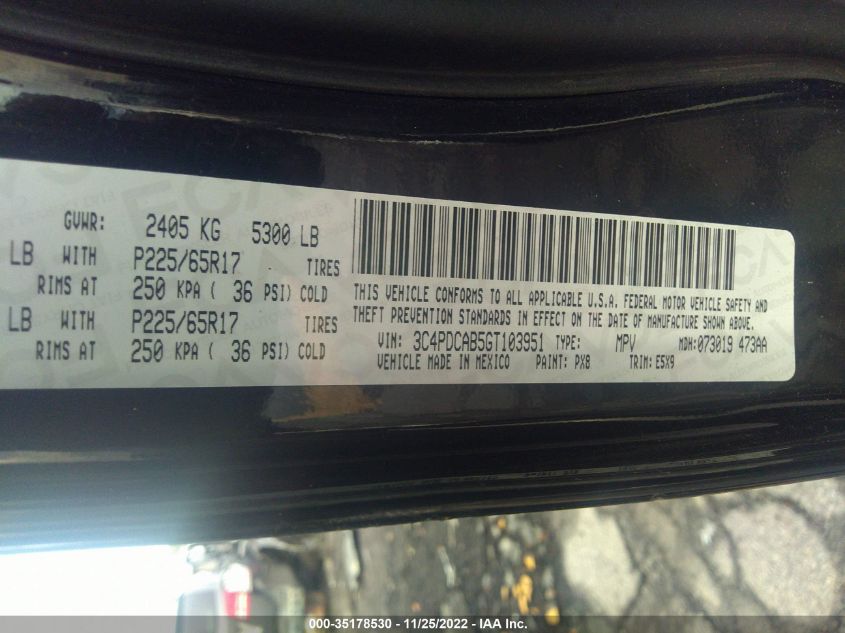 GVWR: 2405 KG 5300 LB
LB WITH P225/65R17 TIRES
RIMS AT 250 KPA ( 36 PSI) COLD
LB WITH P225/65R17 TIRES
RIMS AT 250 KPA ( 36 PSI) COLD
THIS VEHICLE CONFORMS TO ALL APPLICABLE U.S.A. FEDERAL MOTOR VEHICLE SAFETY AND
THEFT PREVENTION STANDARDS IN EFFECT ON THE DATE OF MANUFACTURE SHOWN ABOVE.
VIN: 3C4PDCAB5GT103951 TYPE: MPV MDH:073019 473AA
VEHICLE MADE IN MEXICO PAINT: PX8 TRIM: E5X9
000-35178530 - 11/25/2022 - IAA Inc.